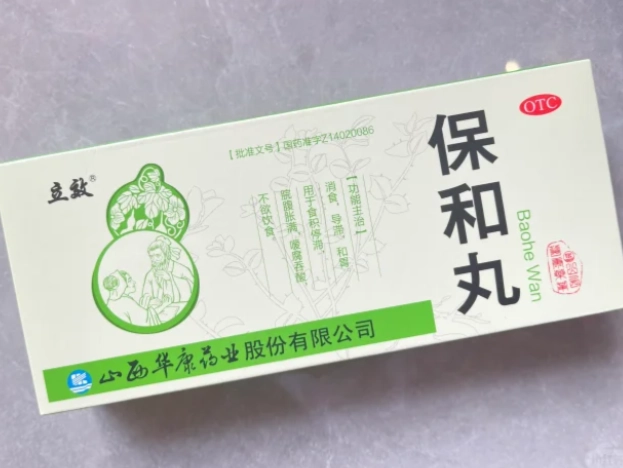 立效®
【批准文号】国药准字Z14020086
OTC
保和丸
Baohe Wan
【功能主治】
消食,导滞,和胃。
用于食积停滞,
脘腹胀满,嗳腐吞酸,
不欲饮食。
山西华康药业股份有限公司